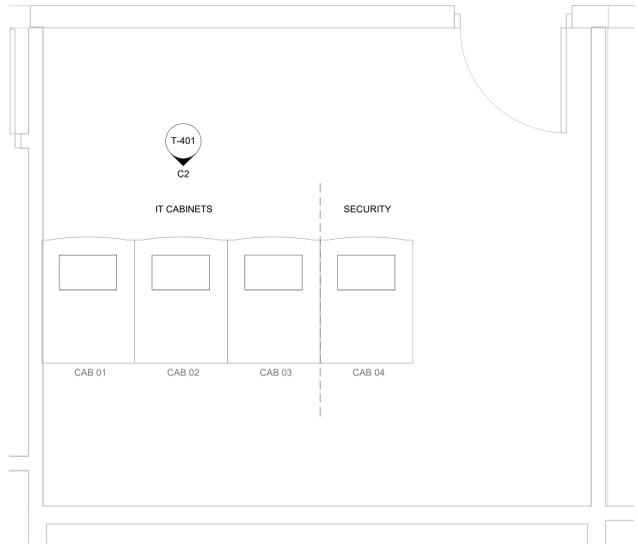 T-401
C2
IT CABINETS
SECURITY
CAB 01
CAB 02
CAB 03
CAB 04